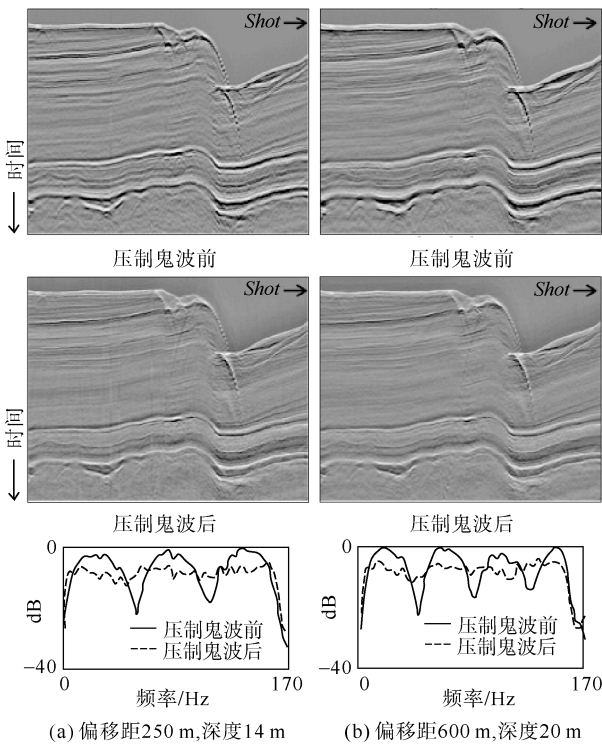 Shot→ Shot→
时间
压制鬼波前 压制鬼波前
Shot→ Shot→
时间
压制鬼波后 压制鬼波后
0 0
dB dB
压制鬼波前 压制鬼波前
压制鬼波后 压制鬼波后
−40 −40
0 170 0 170
频率/Hz 频率/Hz
(a) 偏移距250 m,深度14 m (b) 偏移距600 m,深度20 m